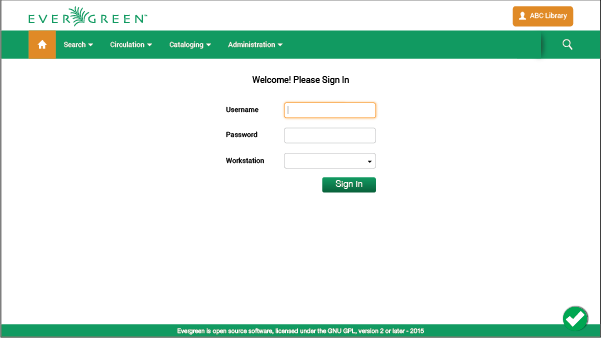 EVERGREEN™
ABC Library
Search Circulation Cataloging Administration
Welcome! Please Sign In
Username
Password
Workstation
Sign In
Evergreen is open source software, licensed under the GNU GPL, version 2 or later - 2015